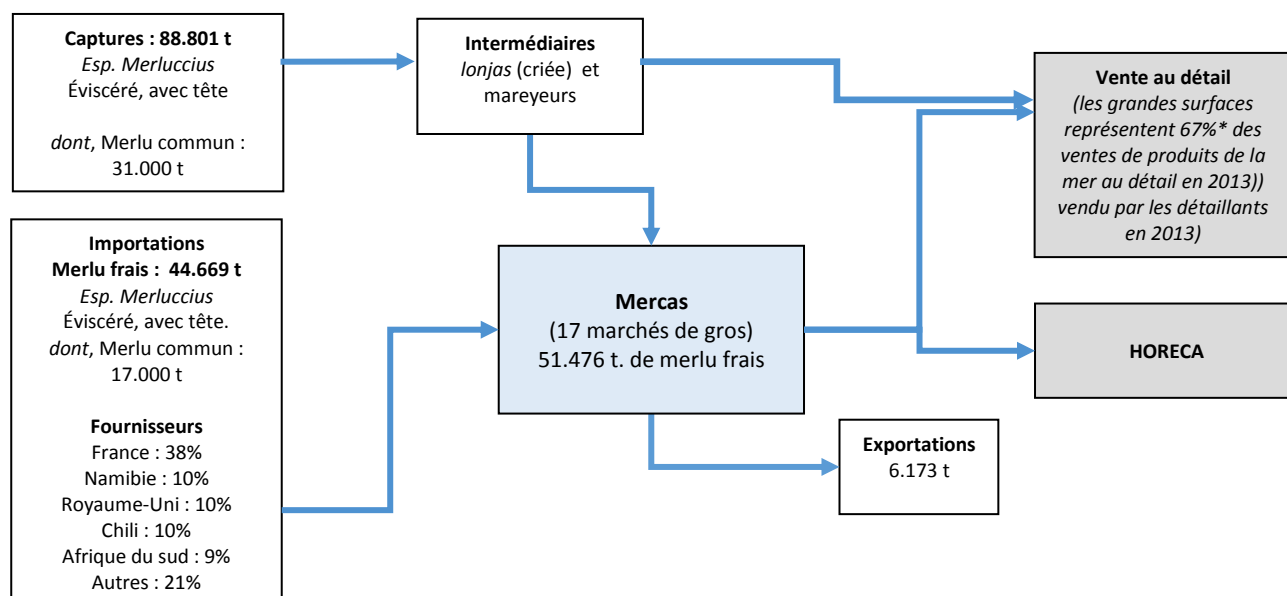 Captures : 88.801 t
Esp. Merluccius
Éviscéré, avec tête
dont, Merlu commun :
31.000 t
Intermédiaires
lonjas (criée) et
mareyeurs
Vente au détail
(les grandes surfaces
représentent 67%* des
ventes de produits de la
mer au détail en 2013))
vendu par les détaillants
en 2013)
Importations
Merlu frais : 44.669 t
Esp. Merluccius
Éviscéré, avec tête.
dont, Merlu commun :
17.000 t
Fournisseurs
France : 38%
Namibie : 10%
Royaume-Uni : 10%
Chili : 10%
Afrique du sud : 9%
Autres : 21%
Mercas
(17 marchés de gros)
51.476 t. de merlu frais
HORECA
Exportations
6.173 t